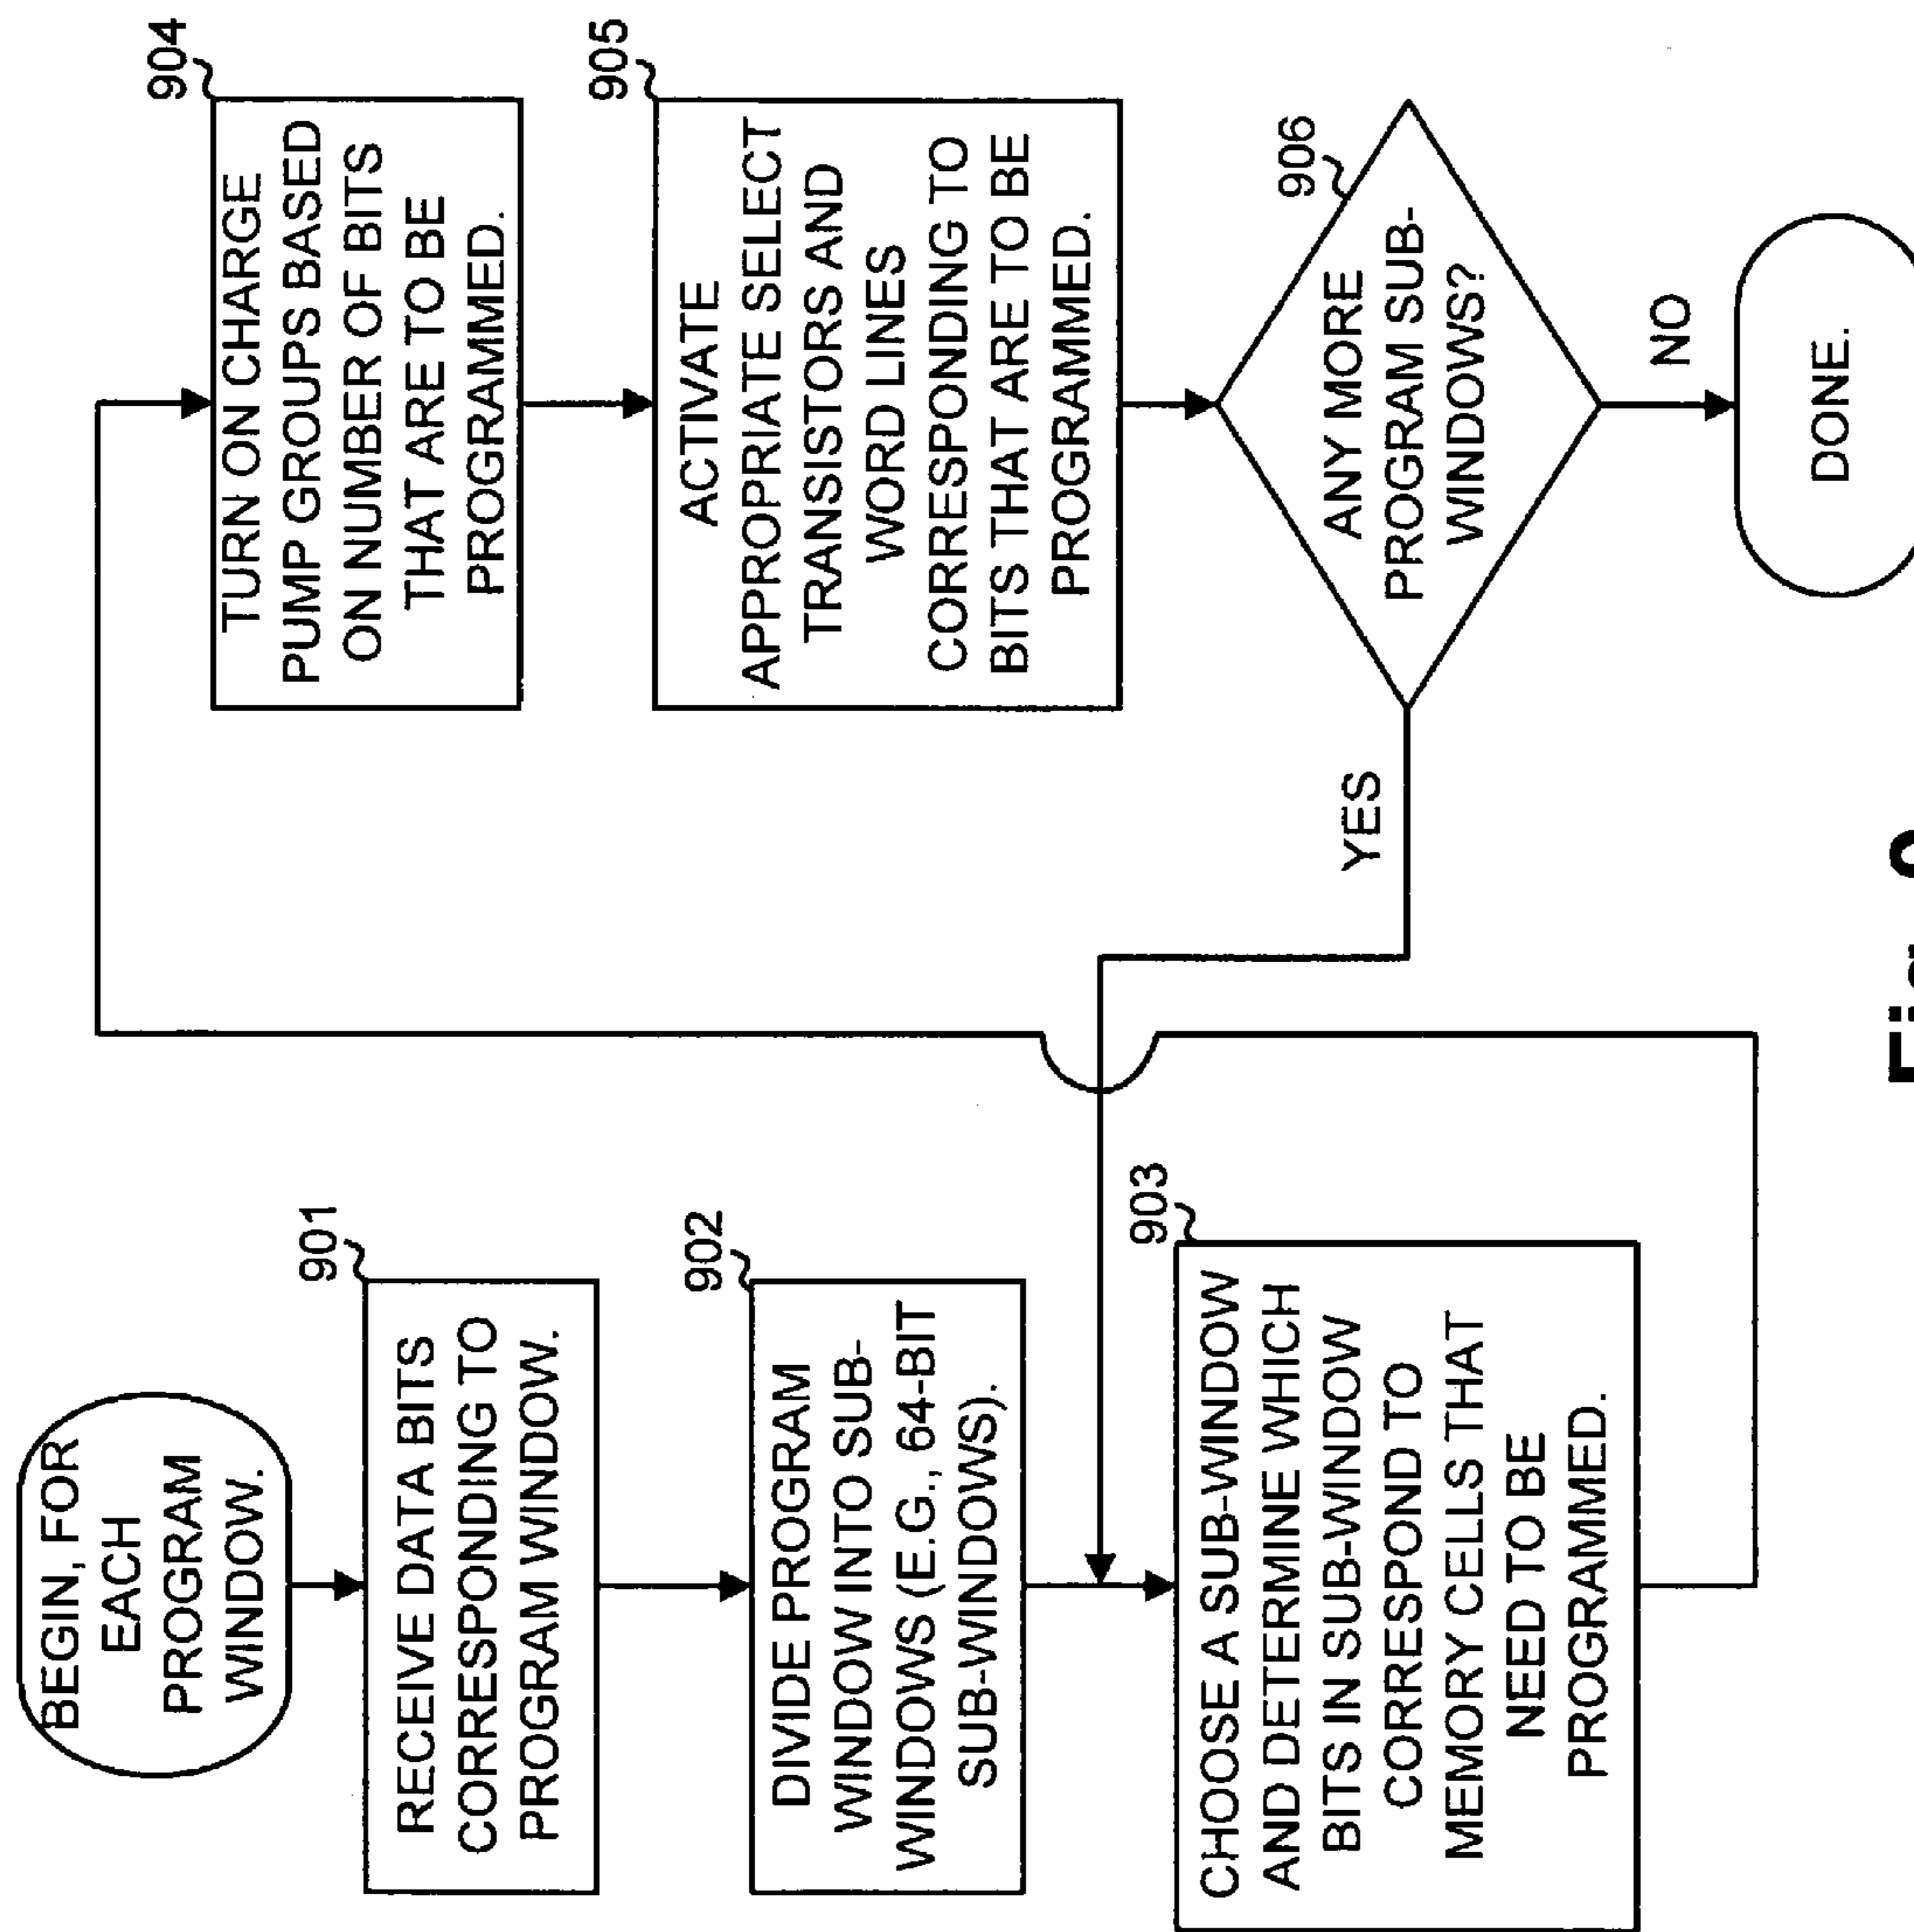 BEGIN, FOR
EACH
PROGRAM
WINDOW.
901
RECEIVE DATA BITS
CORRESPONDING TO
PROGRAM WINDOW.
902
DIVIDE PROGRAM
WINDOW INTO SUB-
WINDOWS (E.G., 64-BIT
SUB-WINDOWS).
903
CHOOSE A SUB-WINDOW
AND DETERMINE WHICH
BITS IN SUB-WINDOW
CORRESPOND TO
MEMORY CELLS THAT
NEED TO BE
PROGRAMMED.
904
TURN ON CHARGE
PUMP GROUPS BASED
ON NUMBER OF BITS
THAT ARE TO BE
PROGRAMMED.
905
ACTIVATE
APPROPRIATE SELECT
TRANSISTORS AND
WORD LINES
CORRESPONDING TO
BITS THAT ARE TO BE
PROGRAMMED.
906
ANY MORE
PROGRAM SUB-
WINDOWS?
YES
NO
DONE.